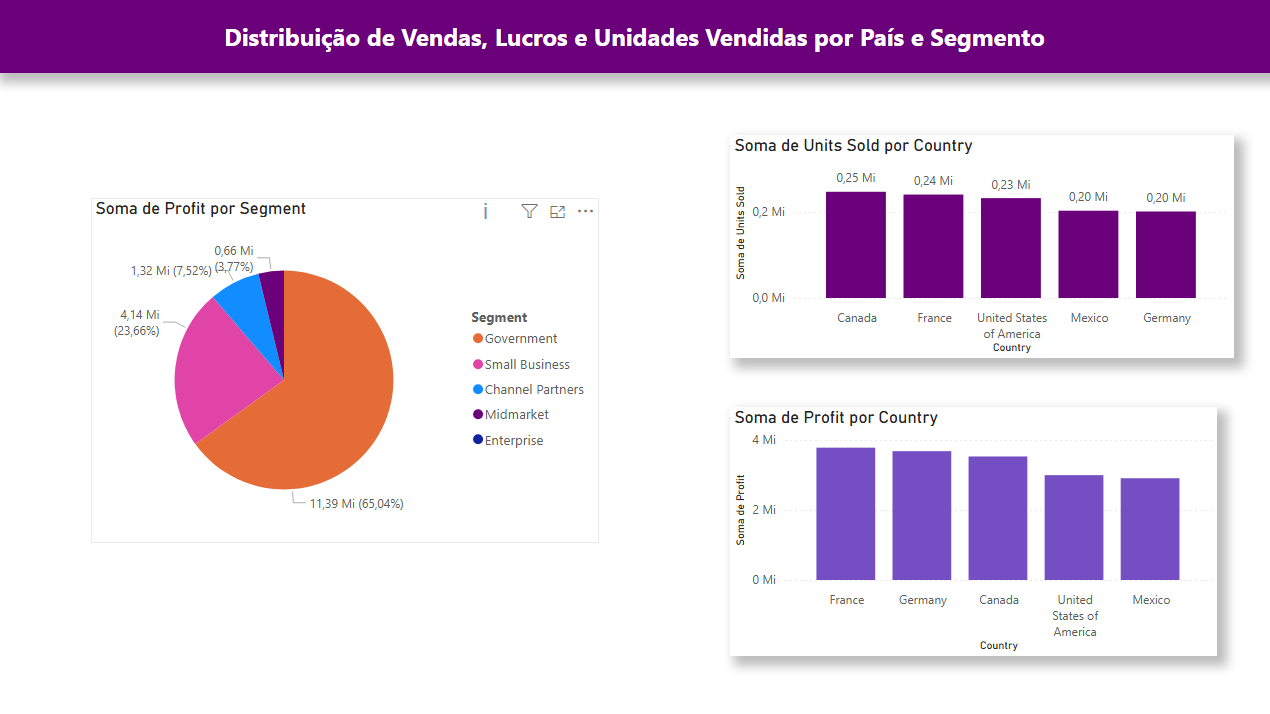 Distribuição de Vendas, Lucros e Unidades Vendidas por País e Segmento
Soma de Profit por Segment
0,66 Mi
(3,77%)
1,32 Mi (7,52%)
4,14 Mi
(23,66%)
11,39 Mi (65,04%)
Segment
Government
Small Business
Channel Partners
Midmarket
Enterprise
Soma de Units Sold por Country
Soma de Units Sold
0,2 Mi
0,0 Mi
0,25 Mi
0,24 Mi
0,23 Mi
0,20 Mi
0,20 Mi
Canada
France
United States
of America
Mexico
Germany
Country
Soma de Profit por Country
Soma de Profit
4 Mi
2 Mi
0 Mi
France
Germany
Canada
United
States of
America
Mexico
Country